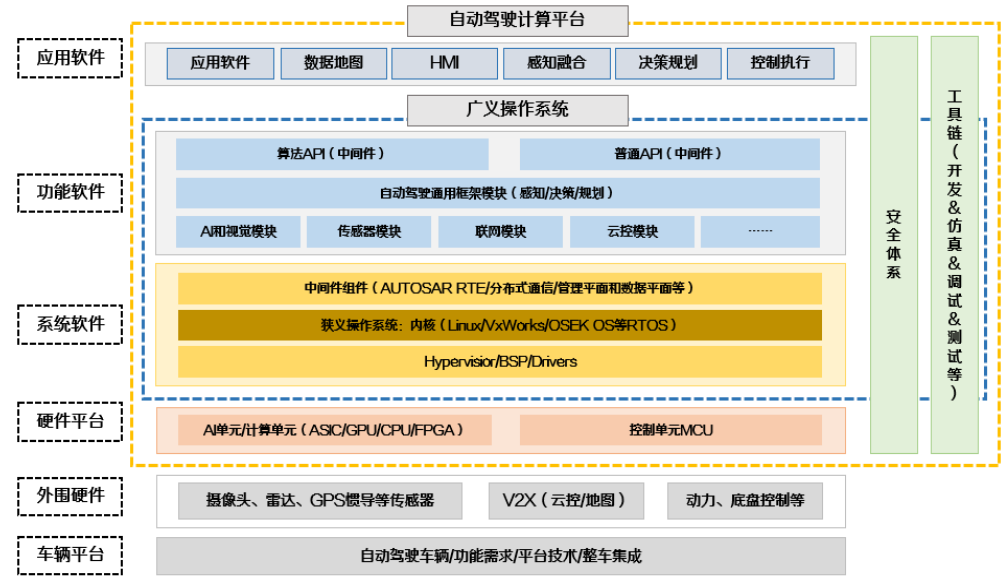 自动驾驶计算平台
应用软件
应用软件
数据地图
HMI
感知融合
决策规划
控制执行
广义操作系统
功能软件
算法API（中间件）
普通API（中间件）
自动驾驶通用框架模块（感知/决策/规划）
AI和视觉模块
传感器模块
联网模块
云控模块
……
系统软件
中间件组件（AUTOSAR RTE/分布式通信/管理平面和数据平面等）
狭义操作系统：内核（Linux/VxWorks/OSEK OS等RTOS）
Hypervisior/BSP/Drivers
硬件平台
AI单元/计算单元（ASIC/GPU/CPU/FPGA）
控制单元MCU
安全体系
工具链（开发&仿真&调试&测试等）
外围硬件
摄像头、雷达、GPS惯导等传感器
V2X（云控/地图）
动力、底盘控制等
车辆平台
自动驾驶车辆/功能需求/平台技术/整车集成